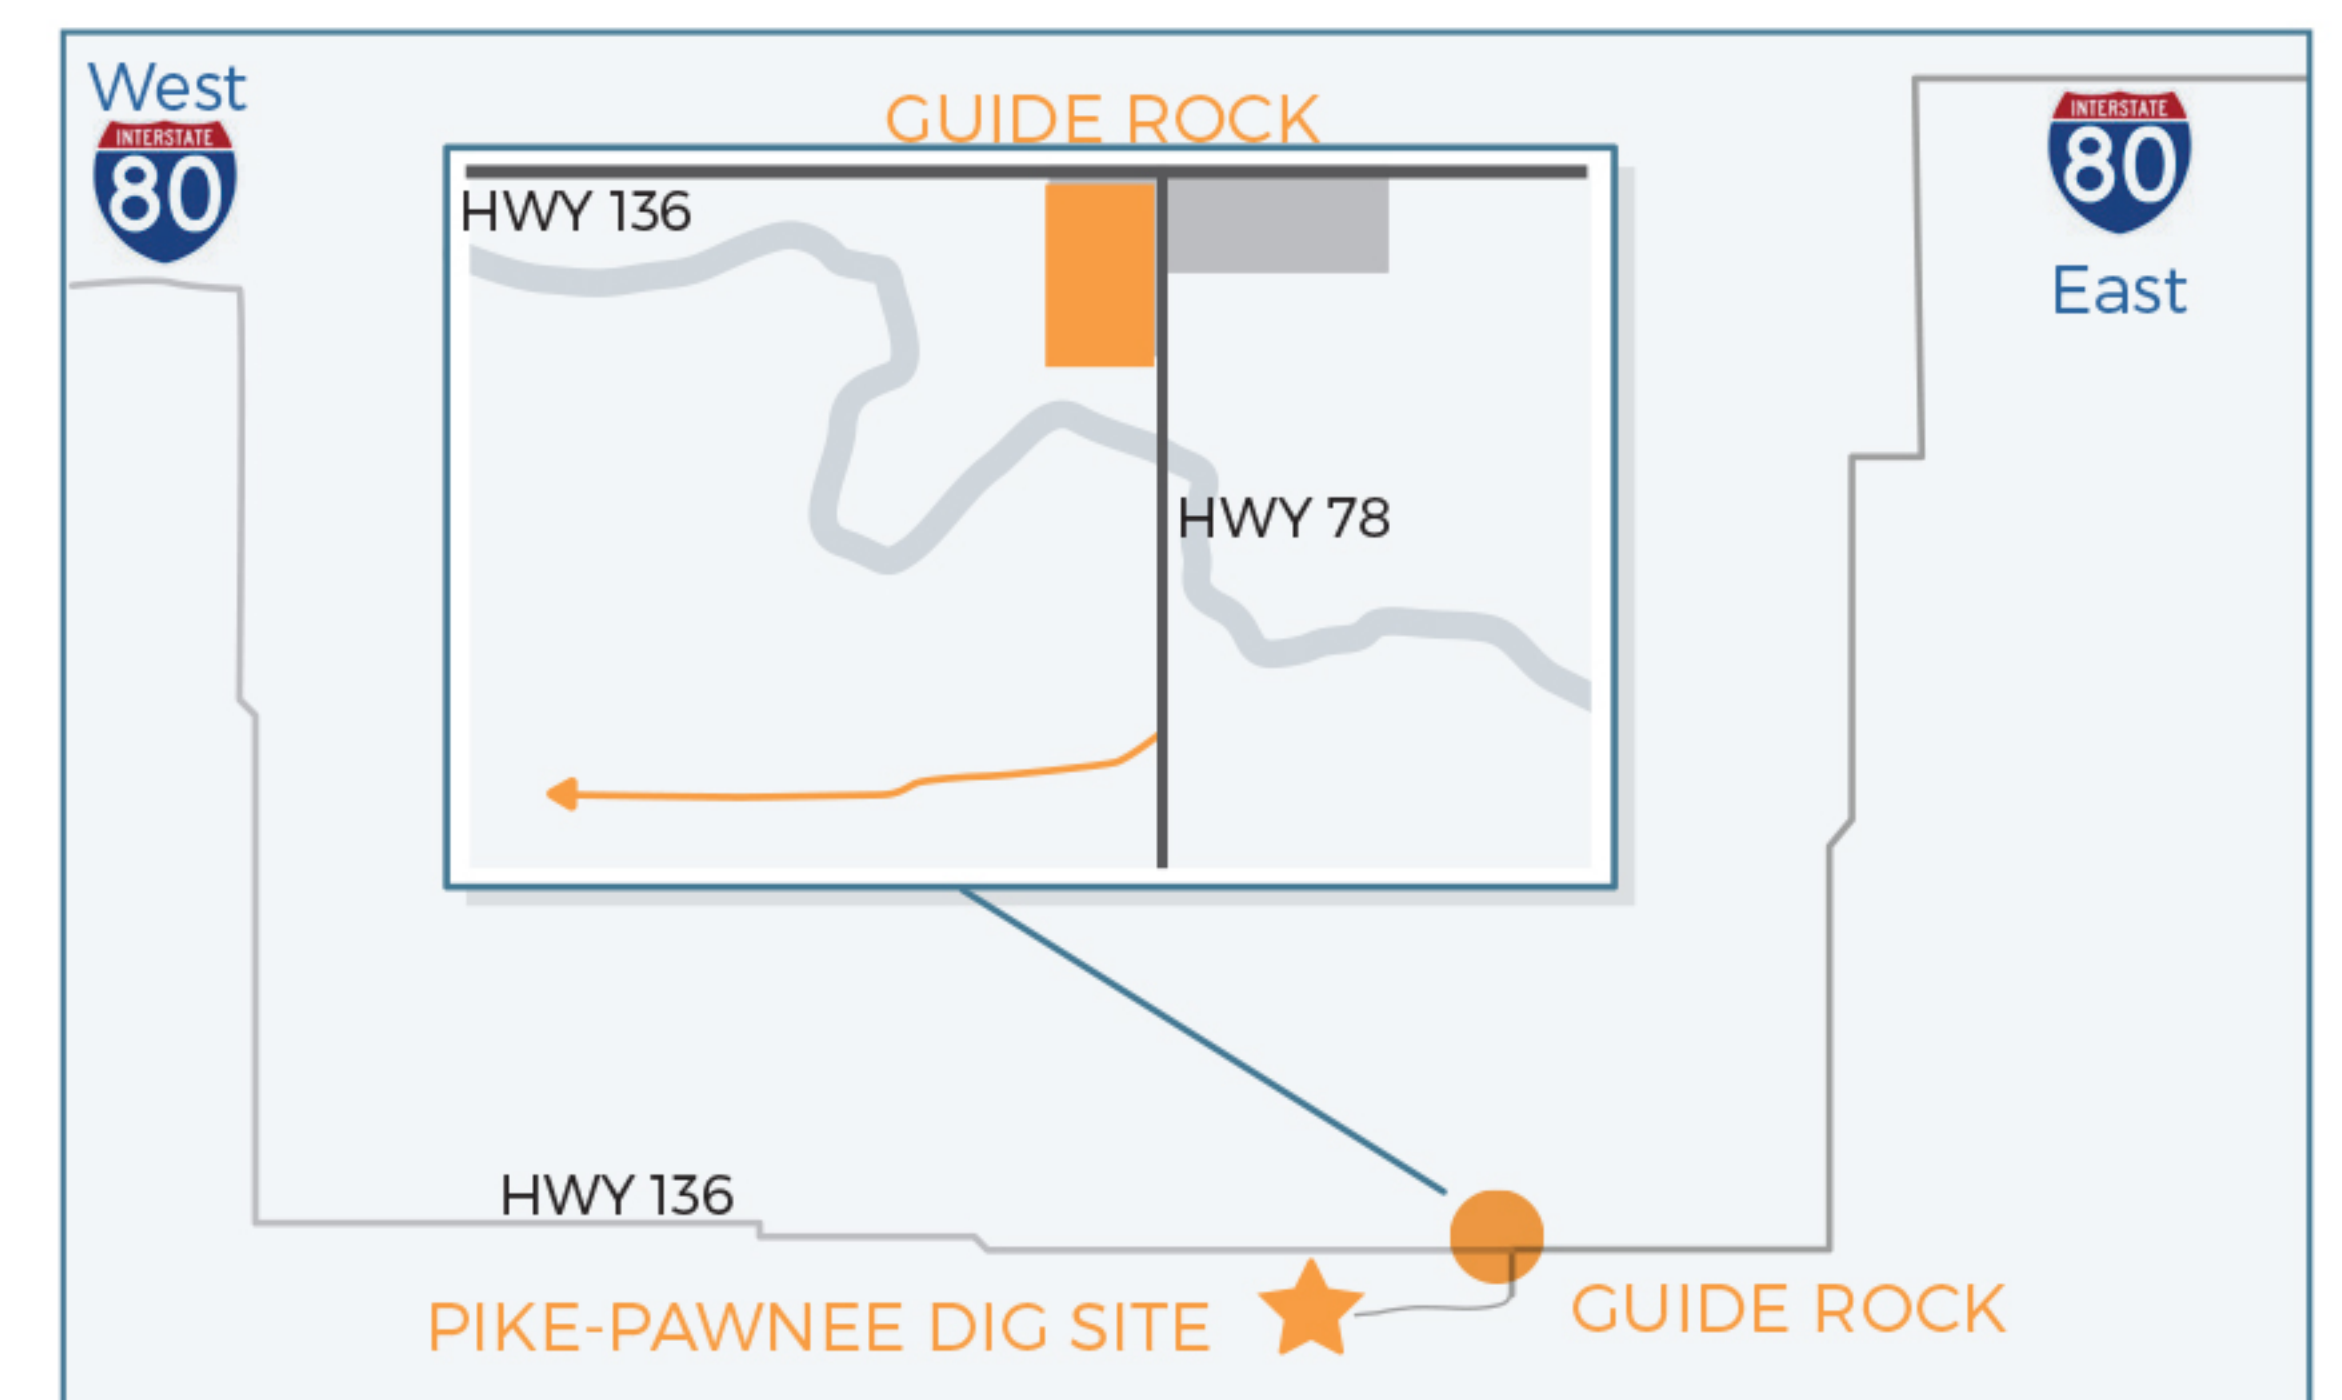 West
INTERSTATE
80
GUIDE ROCK
INTERSTATE
80
East
HWY 136
HWY 78
HWY 136
PIKE-PAWNEE DIG SITE
GUIDE ROCK